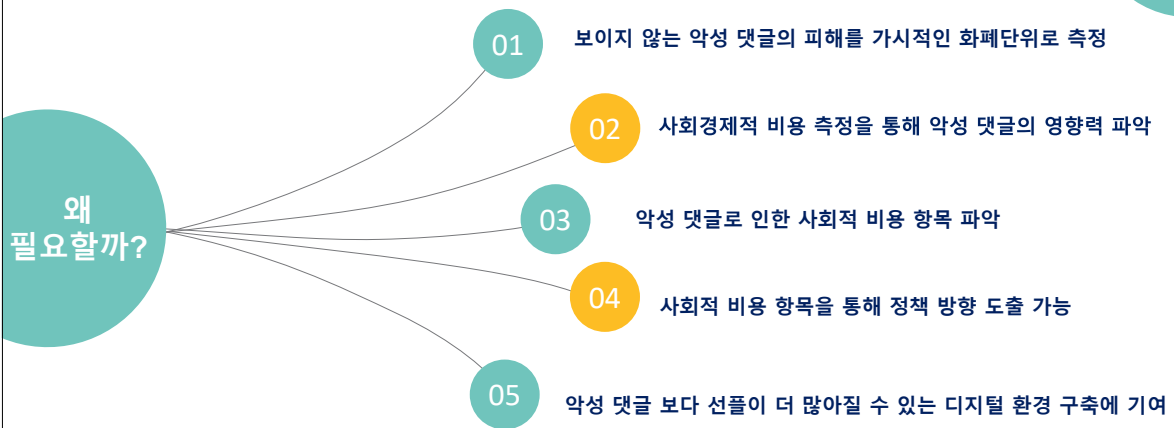 왜
필요할까?
01
보이지 않는 악성 댓글의 피해를 가시적인 화폐단위로 측정
02
사회경제적 비용 측정을 통해 악성 댓글의 영향력 파악
03
악성 댓글로 인한 사회적 비용 항목 파악
04
사회적 비용 항목을 통해 정책 방향 도출 가능
05
악성 댓글 보다 선플이 더 많아질 수 있는 디지털 환경 구축에 기여